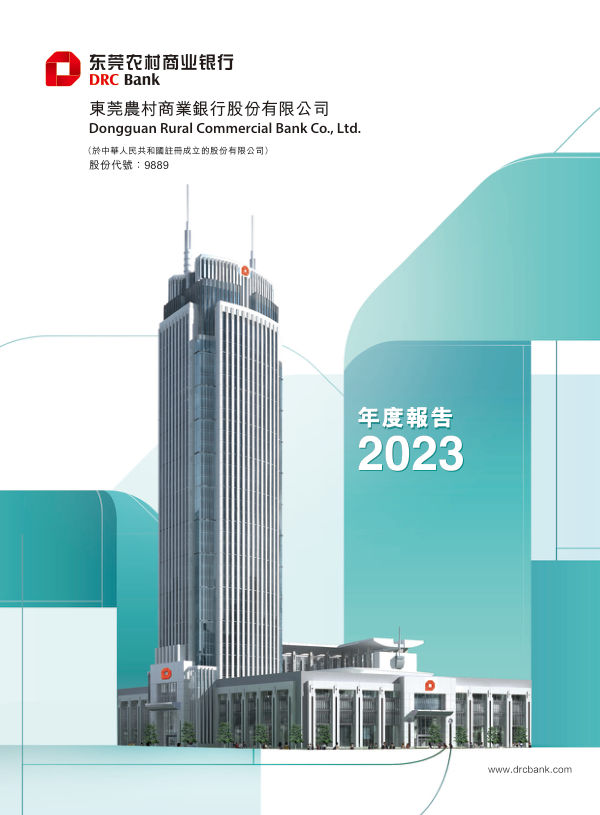 东莞农村商业银行
DRC Bank
東莞農村商業銀行股份有限公司
Dongguan Rural Commercial Bank Co., Ltd.
（於中華人民共和國註冊成立的股份有限公司）
股份代號：9889
年度報告
2023
www.drcbank.com